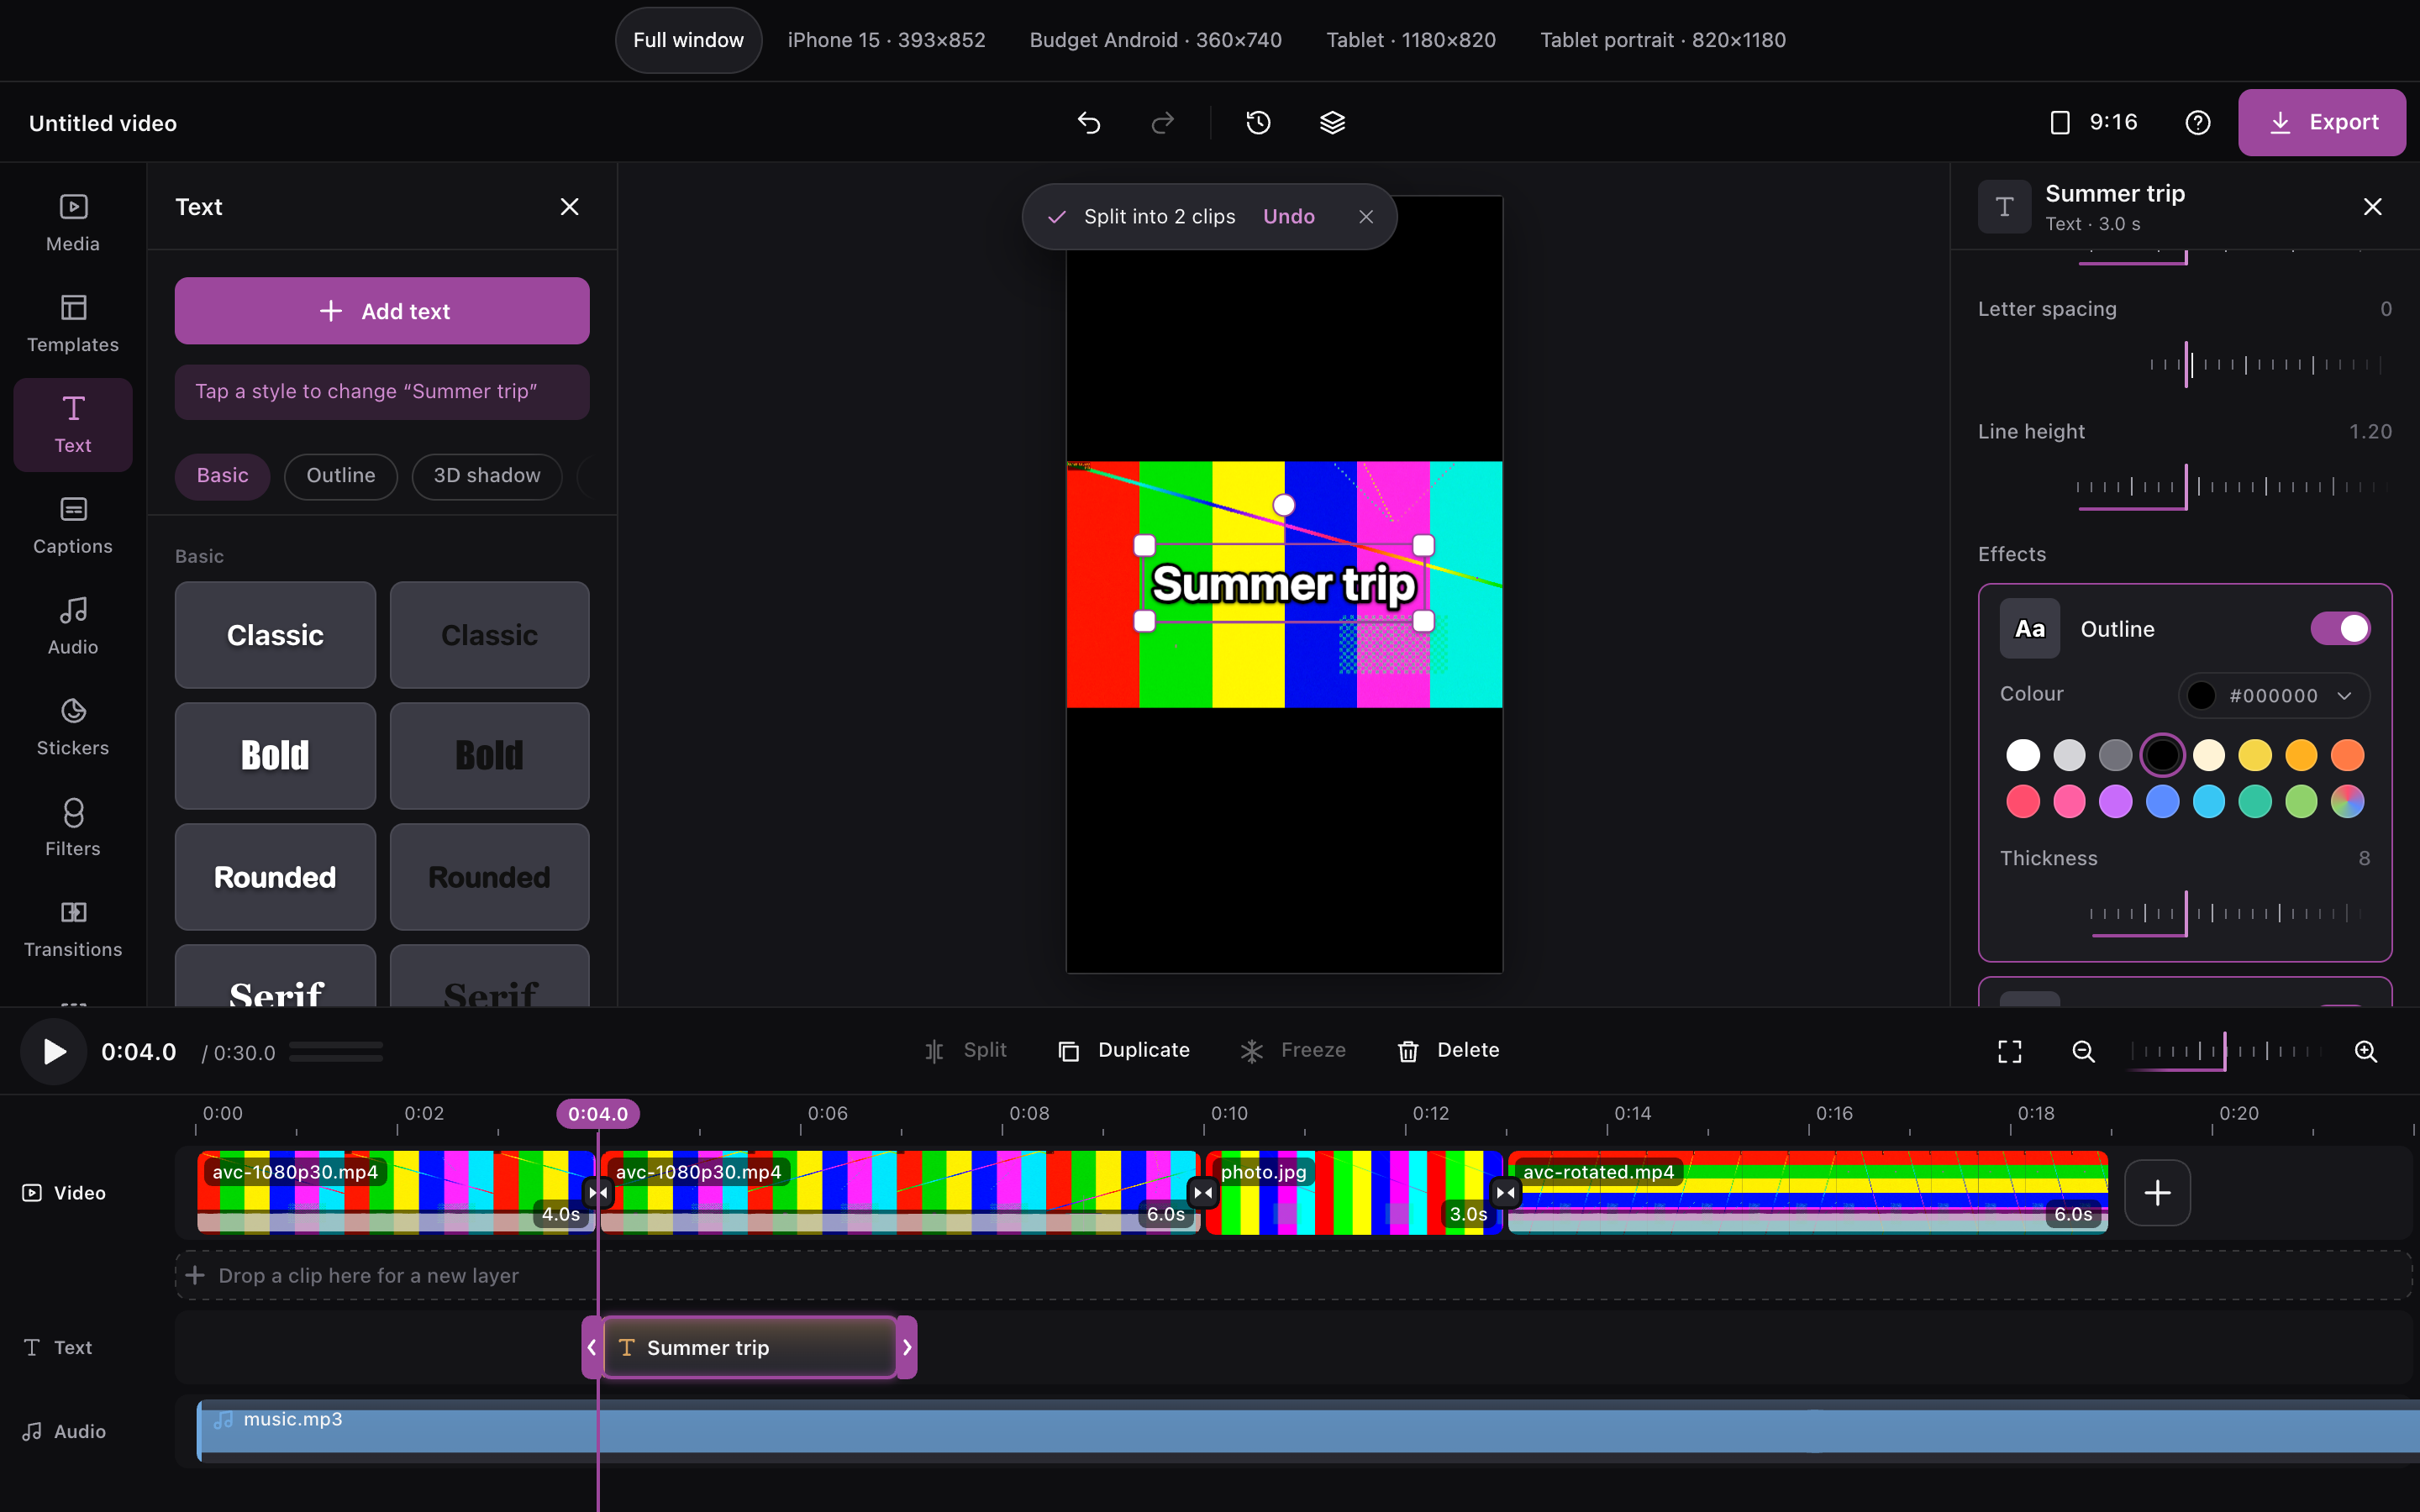 Full window
iPhone 15 · 393×852
Budget Android · 360×740
Tablet · 1180×820
Tablet portrait · 820×1180
Untitled video
9:16
Export
Media
Templates
Text
Captions
Audio
Stickers
Filters
Transitions
Text
Add text
Tap a style to change “Summer trip”
Basic
Outline
3D shadow
Basic
Classic
Classic
Bold
Bold
Rounded
Rounded
Serif
Serif
Split into 2 clips
Undo
Summer trip
Summer trip
Text · 3.0 s
Letter spacing
0
Line height
1.20
Effects
Aa
Outline
Colour
#000000
Thickness
8
0:04.0
/ 0:30.0
Split
Duplicate
Freeze
Delete
0:00
0:02
0:04.0
0:06
0:08
0:10
0:12
0:14
0:16
0:18
0:20
Video
avc-1080p30.mp4
4.0s
avc-1080p30.mp4
6.0s
photo.jpg
3.0s
avc-rotated.mp4
6.0s
Drop a clip here for a new layer
Text
Summer trip
Audio
music.mp3